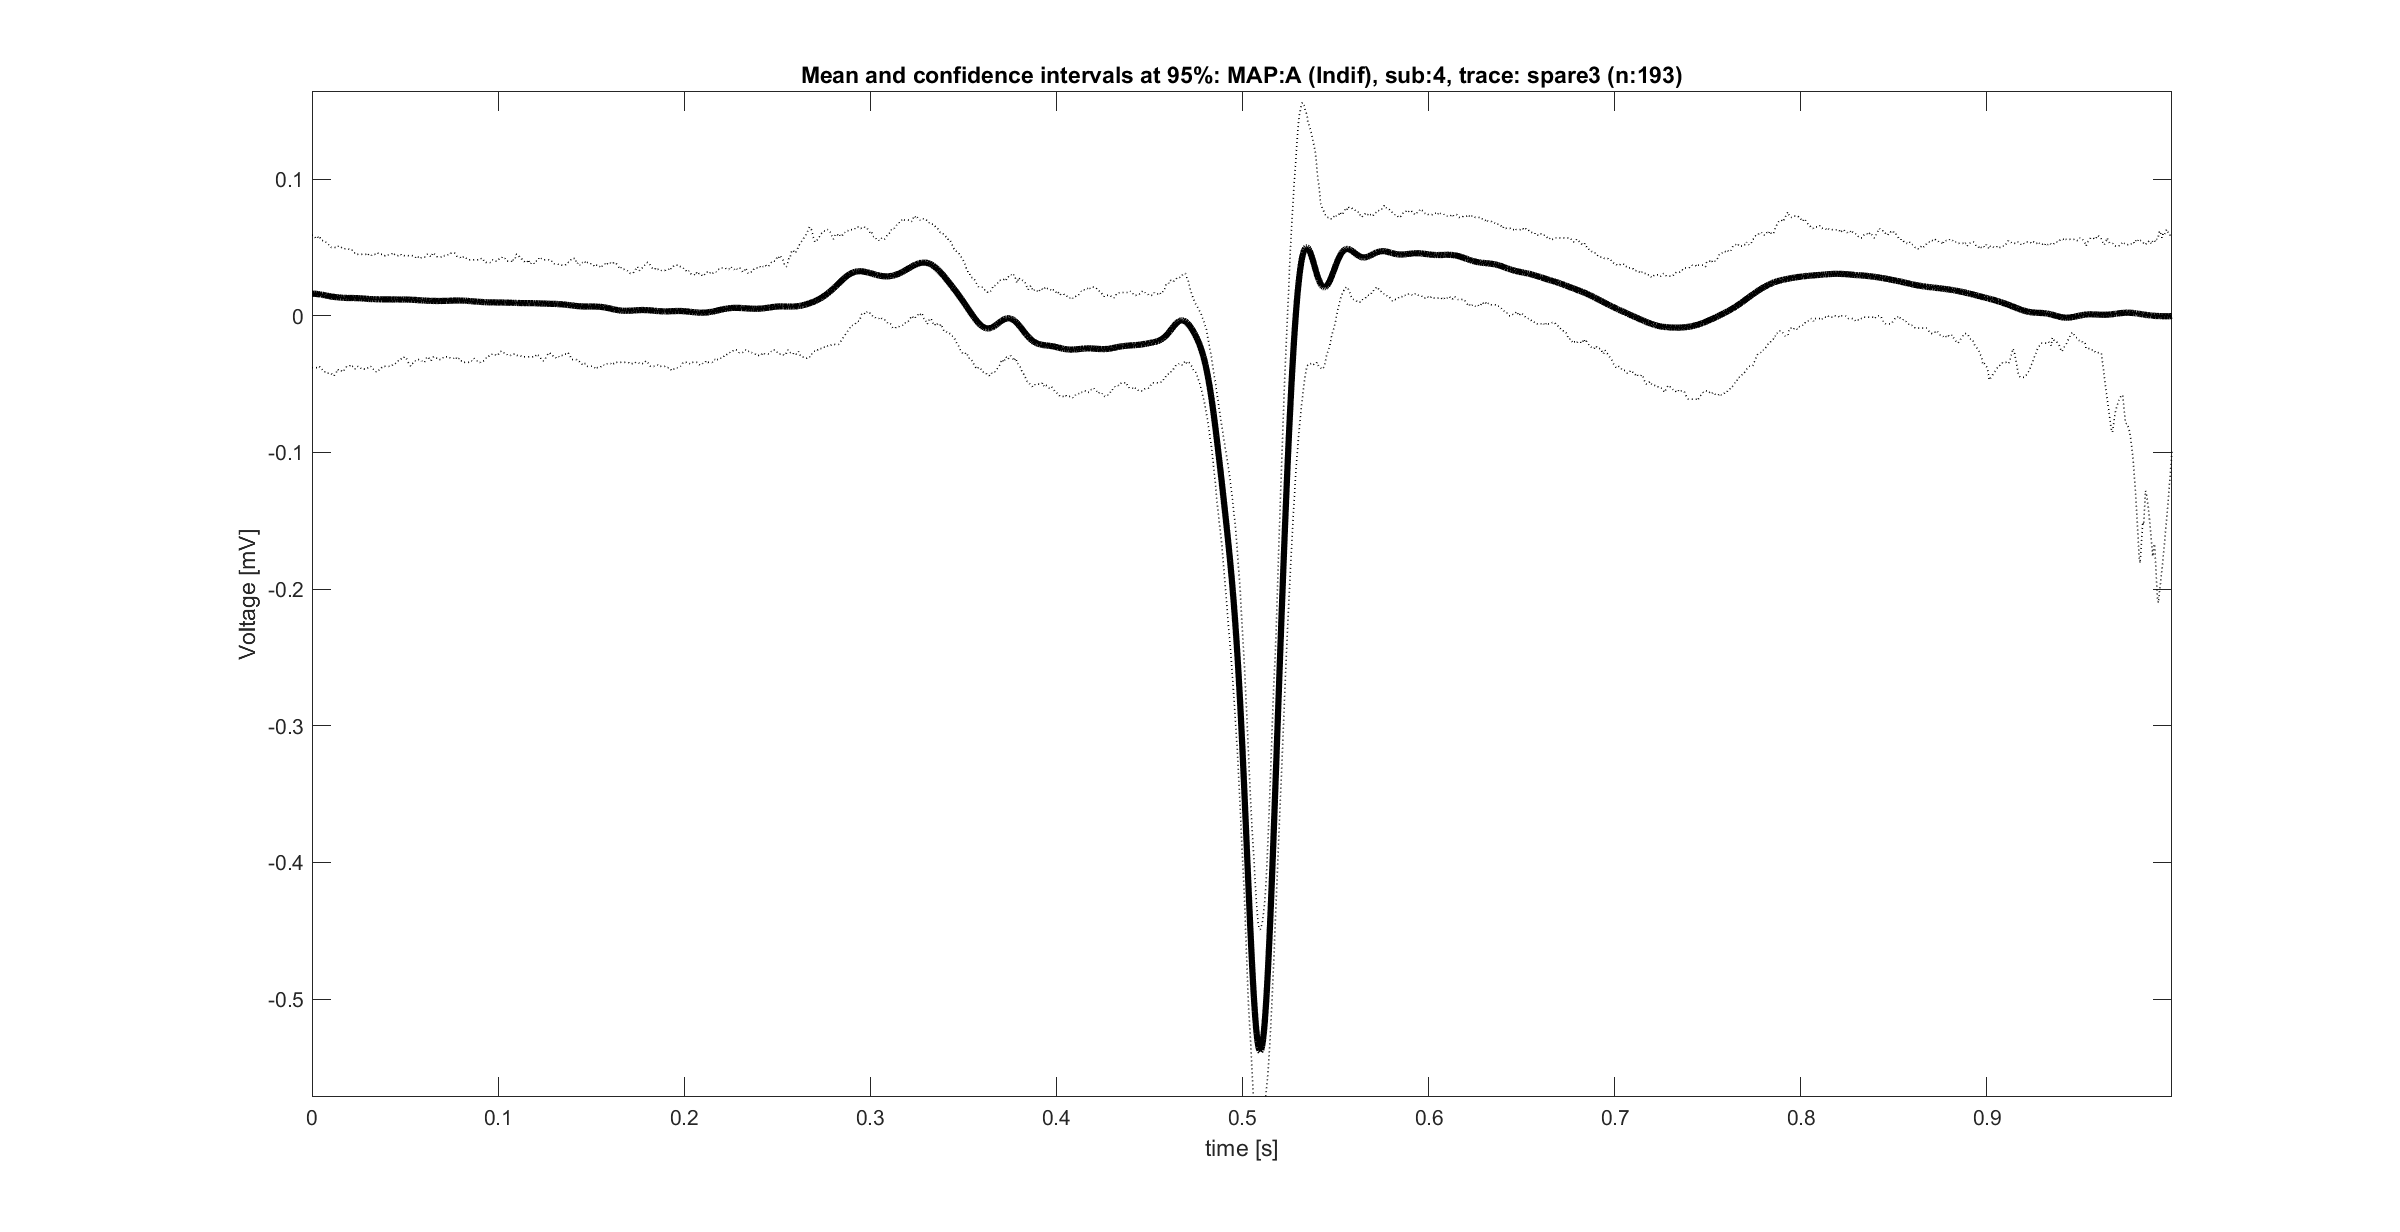 Mean and confidence intervals at 95%: MAP:A (Indif), sub:4, trace: spare3 (n:193)
0.1
0
-0.1
-0.2
-0.3
-0.4
-0.5
Voltage [mV]
0 0.1 0.2 0.3 0.4 0.5 0.6 0.7 0.8 0.9
time [s]